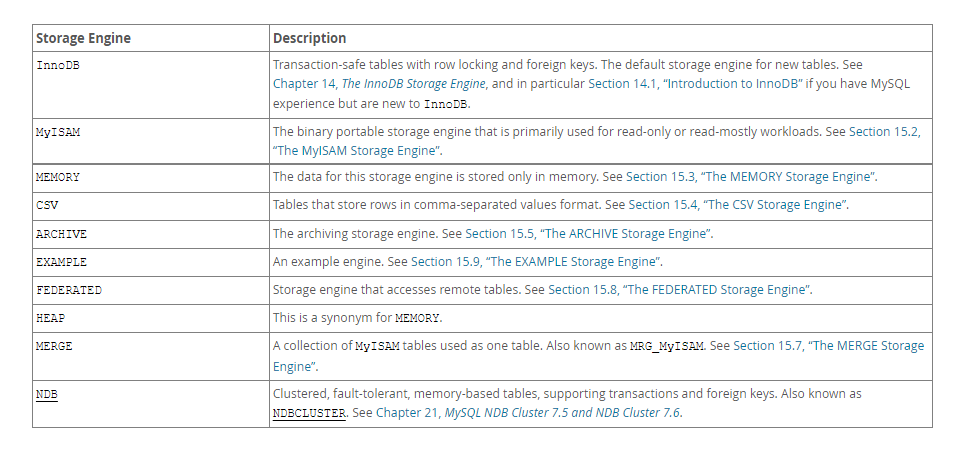 Storage Engine Description
InnoDB Transaction-safe tables with row locking and foreign keys. The default storage engine for new tables. See
Chapter 14, The InnoDB Storage Engine, and in particular Section 14.1, “Introduction to InnoDB” if you have MySQL
experience but are new to InnoDB.
MyISAM The binary portable storage engine that is primarily used for read-only or read-mostly workloads. See Section 15.2,
“The MyISAM Storage Engine”.
MEMORY The data for this storage engine is stored only in memory. See Section 15.3, “The MEMORY Storage Engine”.
CSV Tables that store rows in comma-separated values format. See Section 15.4, “The CSV Storage Engine”.
ARCHIVE The archiving storage engine. See Section 15.5, “The ARCHIVE Storage Engine”.
EXAMPLE An example engine. See Section 15.9, “The EXAMPLE Storage Engine”.
FEDERATED Storage engine that accesses remote tables. See Section 15.8, “The FEDERATED Storage Engine”.
HEAP This is a synonym for MEMORY.
MERGE A collection of MyISAM tables used as one table. Also known as MRG_MyISAM. See Section 15.7, “The MERGE Storage
Engine”.
NDB Clustered, fault-tolerant, memory-based tables, supporting transactions and foreign keys. Also known as
NDBCLUSTER. See Chapter 21, MySQL NDB Cluster 7.5 and NDB Cluster 7.6.